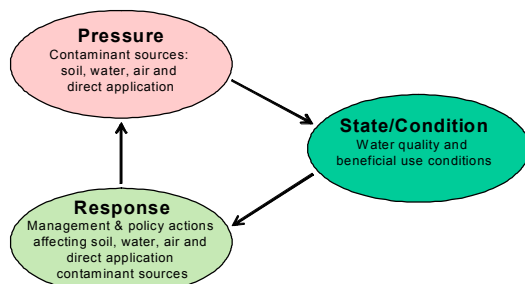 Pressure
Contaminant sources:
soil, water, air and
direct application
State/Condition
Water quality and
beneficial use conditions
Response
Management & policy actions
affecting soil, water, air and
direct application
contaminant sources